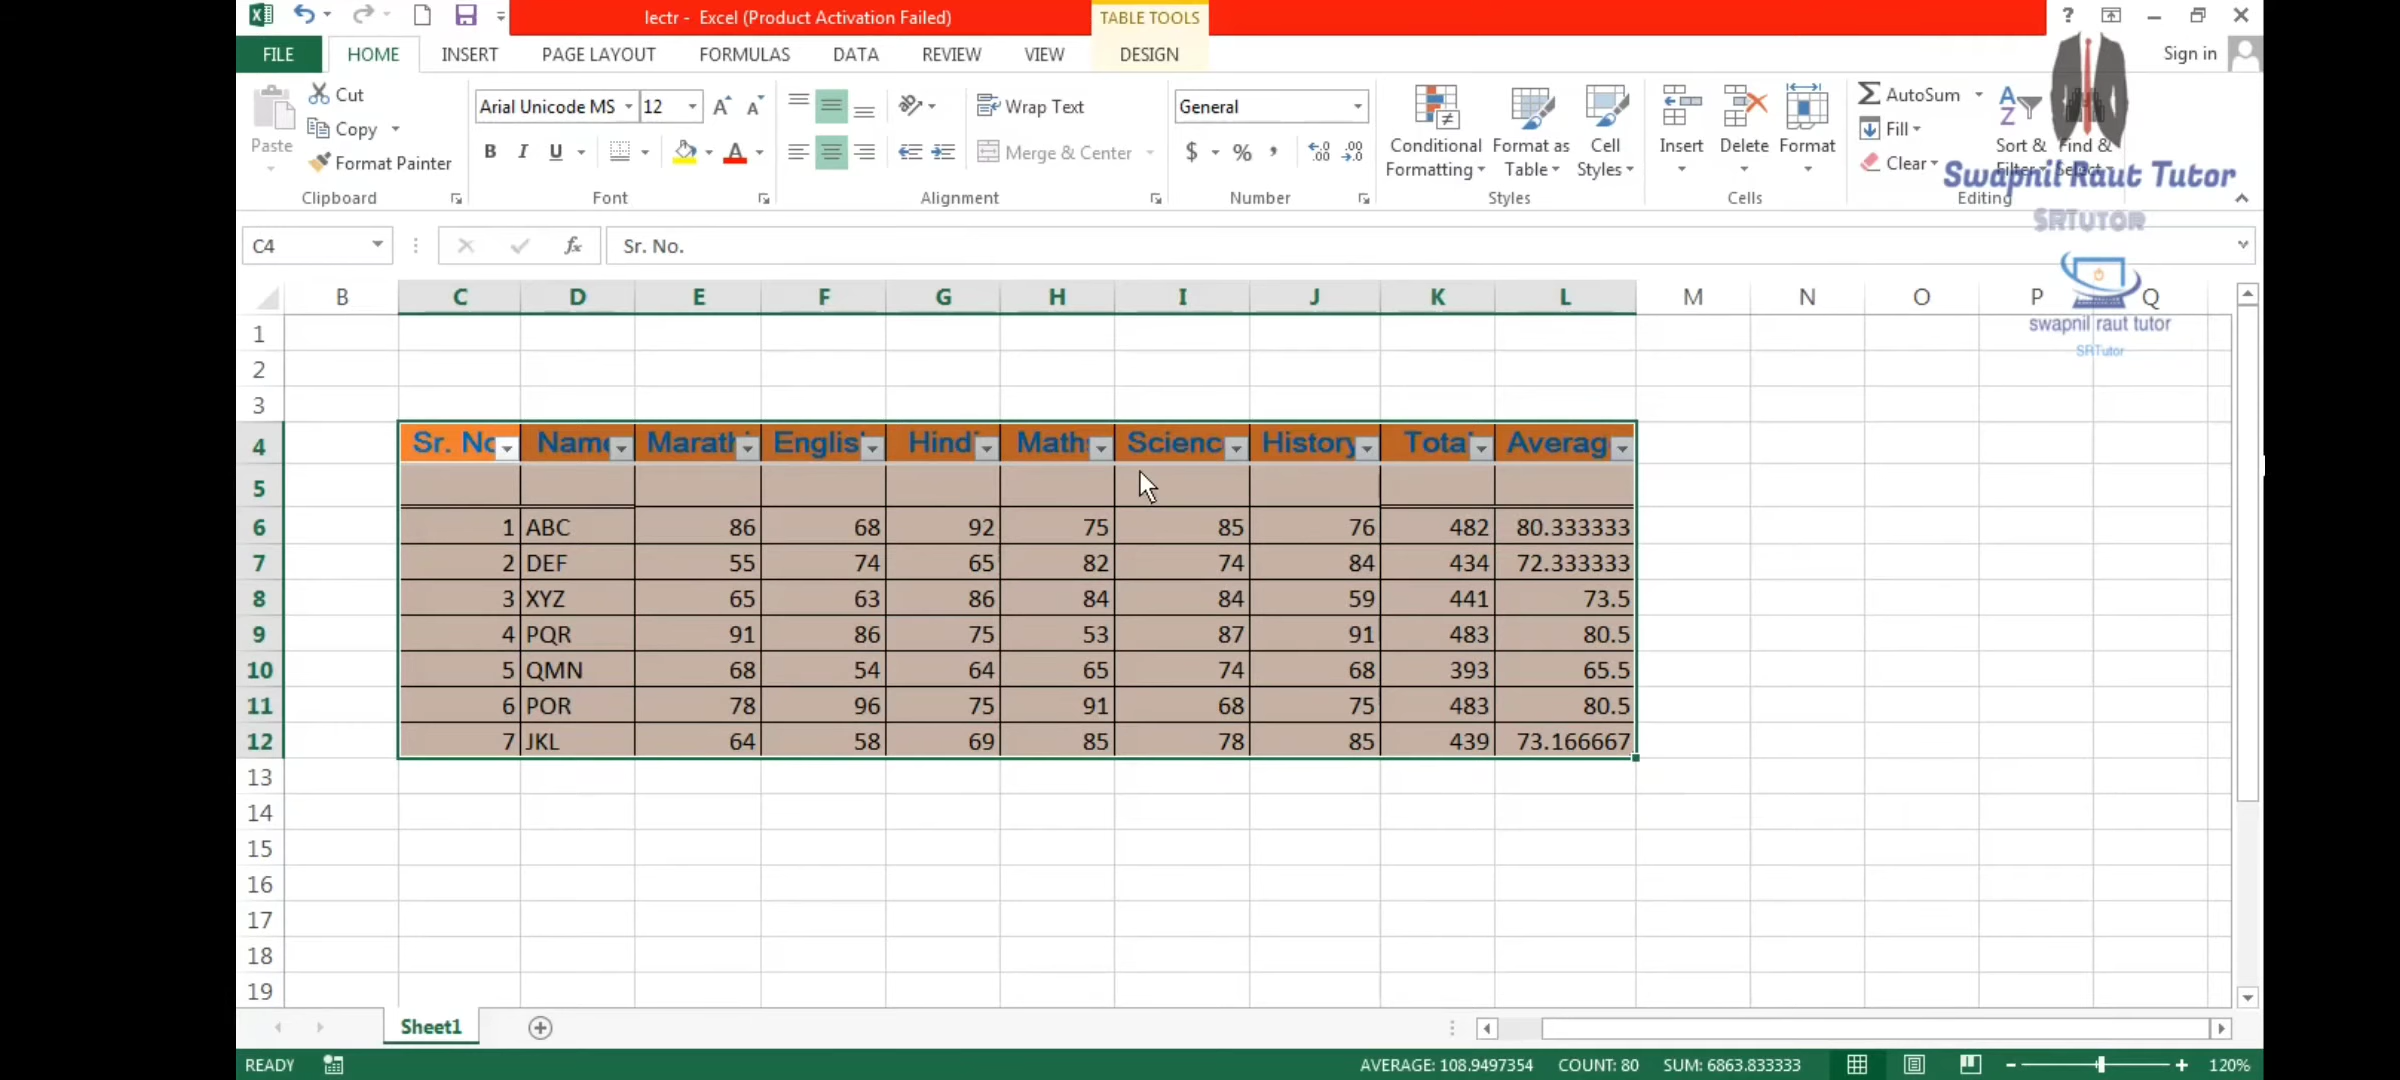 lectr - Excel (Product Activation Failed)
TABLE TOOLS
?
FILE HOME INSERT PAGE LAYOUT FORMULAS DATA REVIEW VIEW DESIGN Sign in
Paste
Cut
Copy
Format Painter
Clipboard
Arial Unicode MS 12
B I U
Font
Wrap Text
Merge & Center
Alignment
General
$ %
Number
Conditional Formatting
Format as Table
Cell Styles
Styles
Insert Delete Format
Cells
AutoSum
Fill
Clear
Sort & Filter
Find & Select
Editing
Swapnil Raut Tutor
SRTUTOR
C4 fx Sr. No.
B C D E F G H I J K L M N O P Q
swapnil raut tutor
SRTutor
1
2
3
4 Sr. No Name Marath Englis Hind Math Scienc History Tota Averag
5
6 1 ABC 86 68 92 75 85 76 482 80.333333
7 2 DEF 55 74 65 82 74 84 434 72.333333
8 3 XYZ 65 63 86 84 84 59 441 73.5
9 4 PQR 91 86 75 53 87 91 483 80.5
10 5 QMN 68 54 64 65 74 68 393 65.5
11 6 POR 78 96 75 91 68 75 483 80.5
12 7 JKL 64 58 69 85 78 85 439 73.166667
13
14
15
16
17
18
19
Sheet1
READY AVERAGE: 108.9497354 COUNT: 80 SUM: 6863.833333 120%